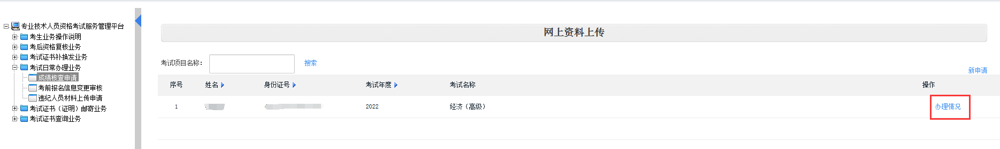 专业技术人员资格考试服务管理平台
考生业务操作说明
考后资格复核业务
考试证书补换发业务
考试日常办理业务
成绩核查申请
考前报名信息变更审核
违纪人员材料上传申请
考试证书（证明）邮寄业务
考试证书查询业务
网上资料上传
考试项目名称： 搜索
新申请
序号 姓名 身份证号 考试年度 考试名称 操作
1 2022 经济（高级） 办理情况